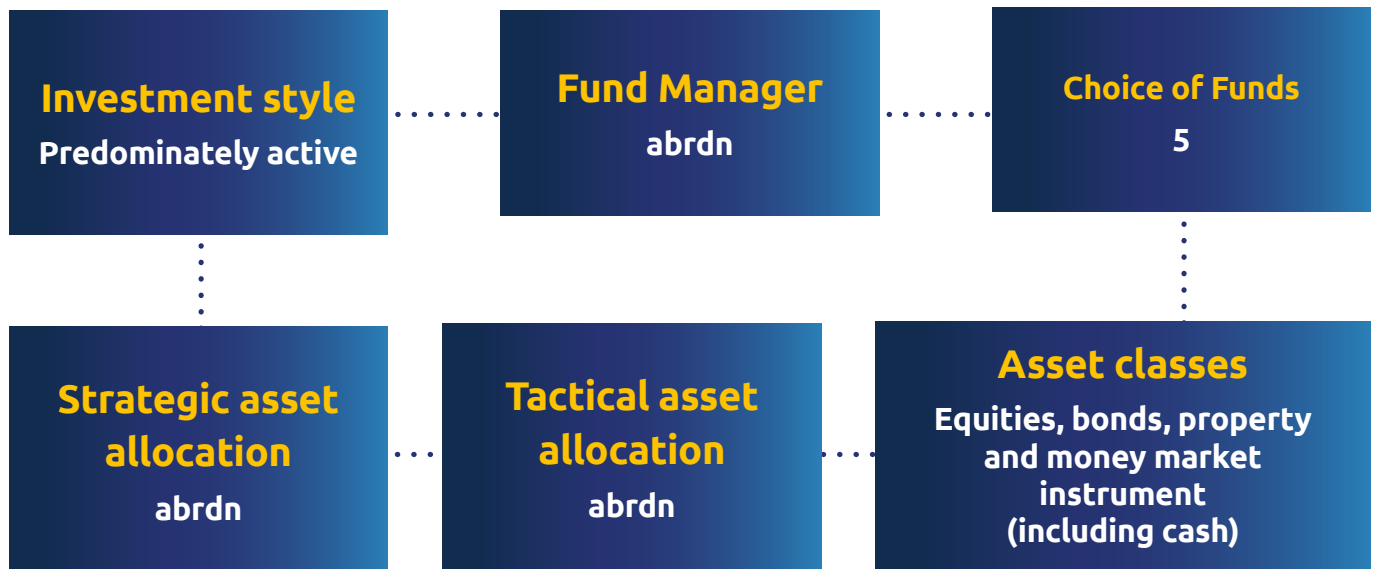 Investment style
Predominately active
Fund Manager
abrdn
Choice of Funds
5
Strategic asset
allocation
abrdn
Tactical asset
allocation
abrdn
Asset classes
Equities, bonds, property
and money market
instrument
(including cash)